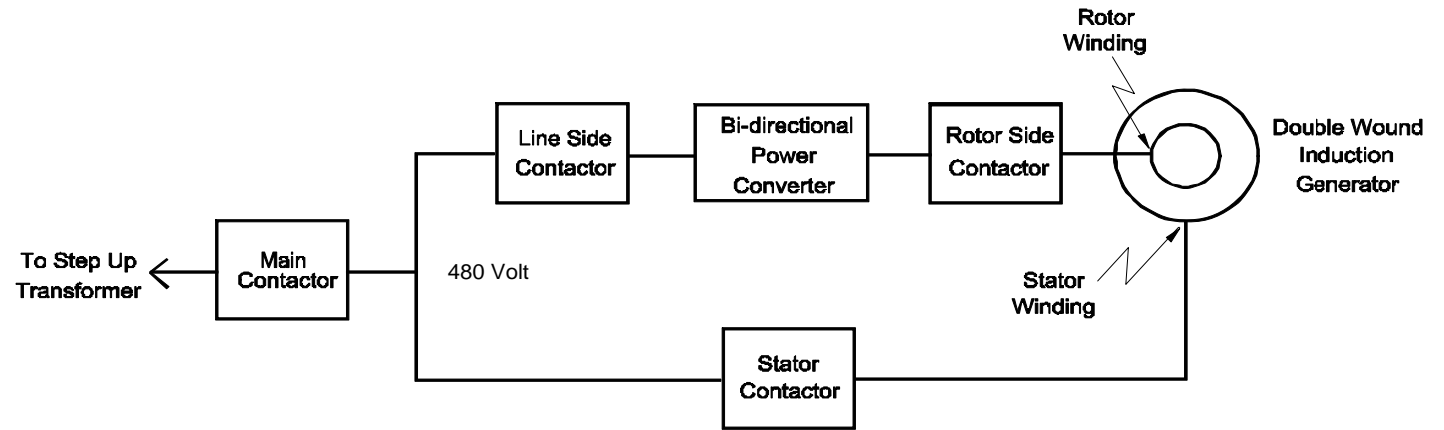 Rotor
Winding
Line Side
Contactor
Bi-directional
Power
Converter
Rotor Side
Contactor
Double Wound
Induction
Generator
To Step Up
Transformer
Main
Contactor
480 Volt
Stator
Winding
Stator
Contactor